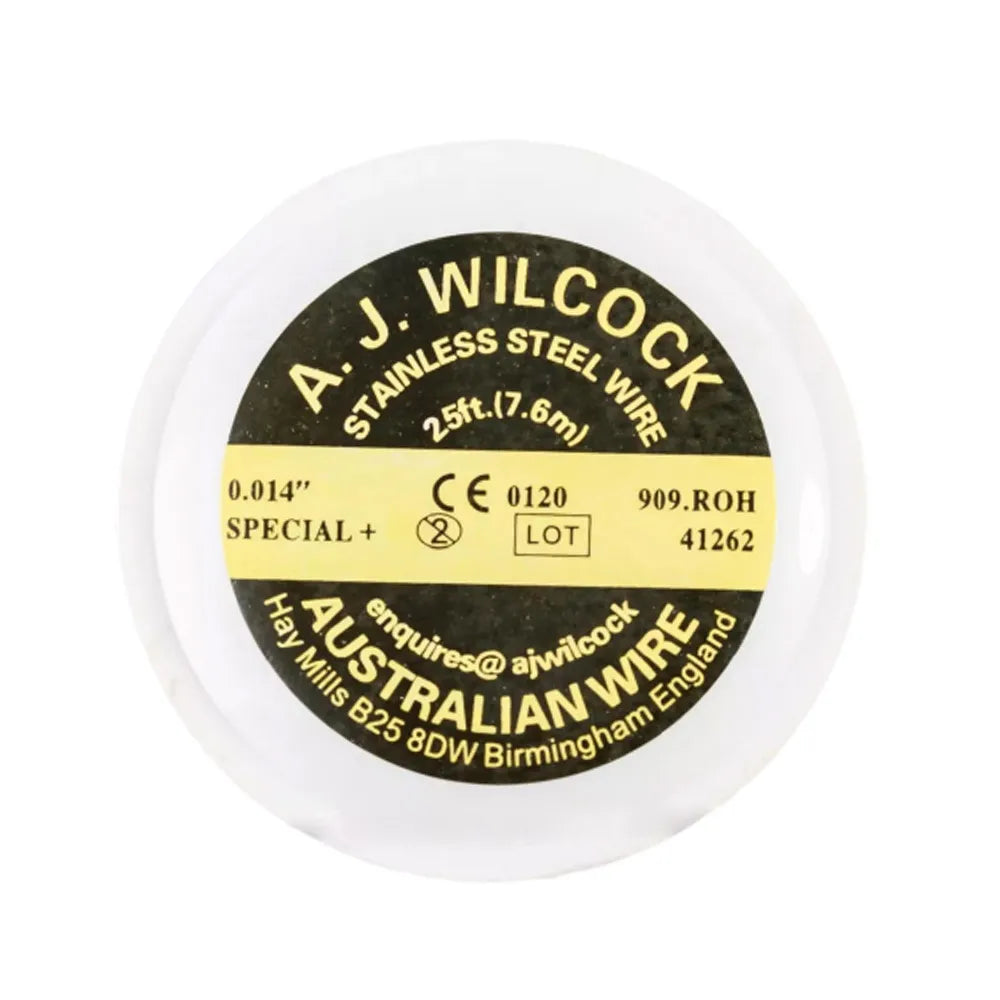 A. J. WILCOCK
STAINLESS STEEL WIRE
25ft.(7.6m)
0.014" CE 0120 909.ROH
SPECIAL + 2 LOT 41262
enquires@ ajwilcock
AUSTRALIAN WIRE
Hay Mills B25 8DW Birmingham England